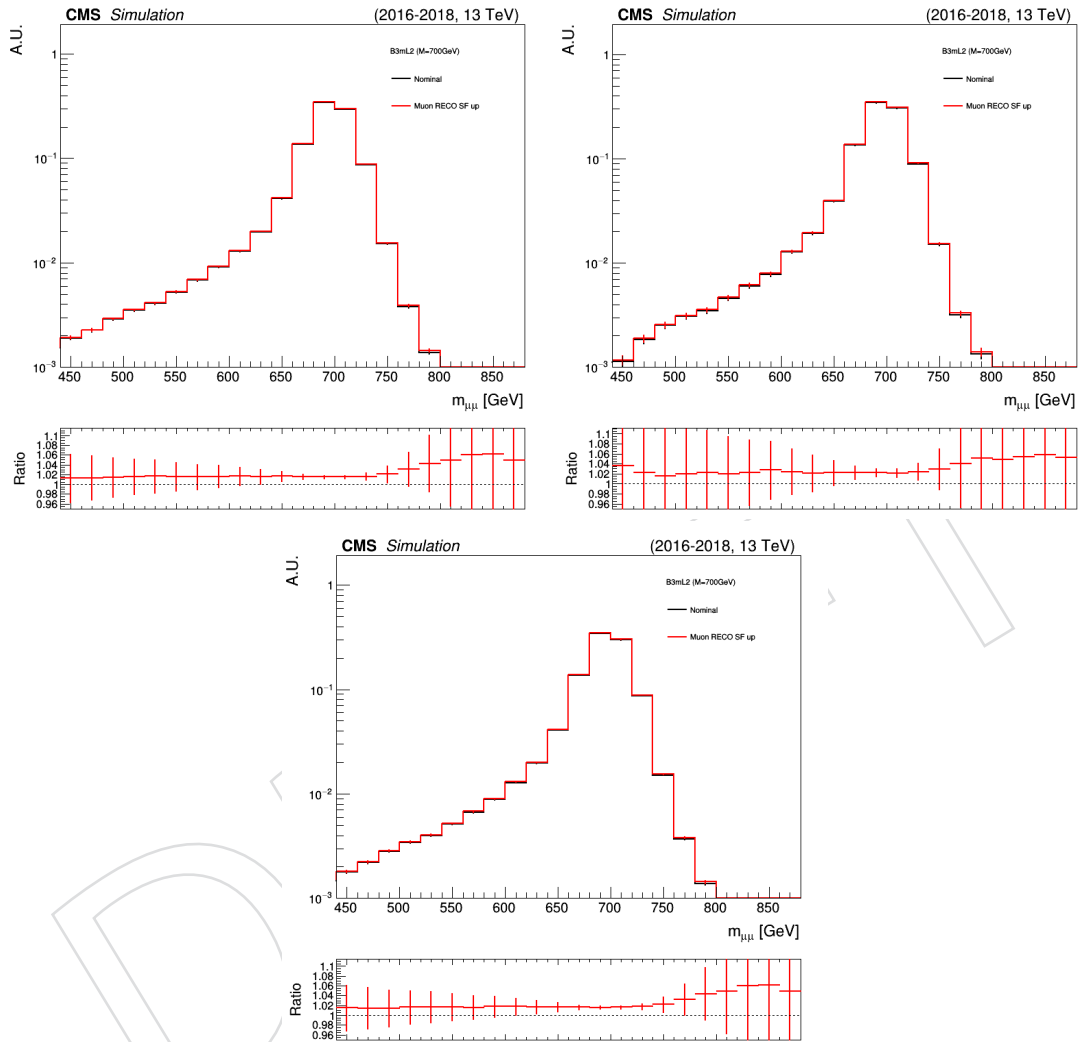 CMS Simulation (2016-2018, 13 TeV)
A.U.
B3mL2 (M=700GeV)
Nominal
Muon RECO SF up
1
10⁻¹
10⁻²
10⁻³
450 500 550 600 650 700 750 800 850
m_μμ [GeV]
Ratio
1.1
1.08
1.06
1.04
1.02
1
0.98
0.96
CMS Simulation (2016-2018, 13 TeV)
A.U.
B3mL2 (M=700GeV)
Nominal
Muon RECO SF up
1
10⁻¹
10⁻²
10⁻³
450 500 550 600 650 700 750 800 850
m_μμ [GeV]
Ratio
1.1
1.08
1.06
1.04
1.02
1
0.98
0.96
CMS Simulation (2016-2018, 13 TeV)
A.U.
B3mL2 (M=700GeV)
Nominal
Muon RECO SF up
1
10⁻¹
10⁻²
10⁻³
450 500 550 600 650 700 750 800 850
m_μμ [GeV]
Ratio
1.1
1.08
1.06
1.04
1.02
1
0.98
0.96